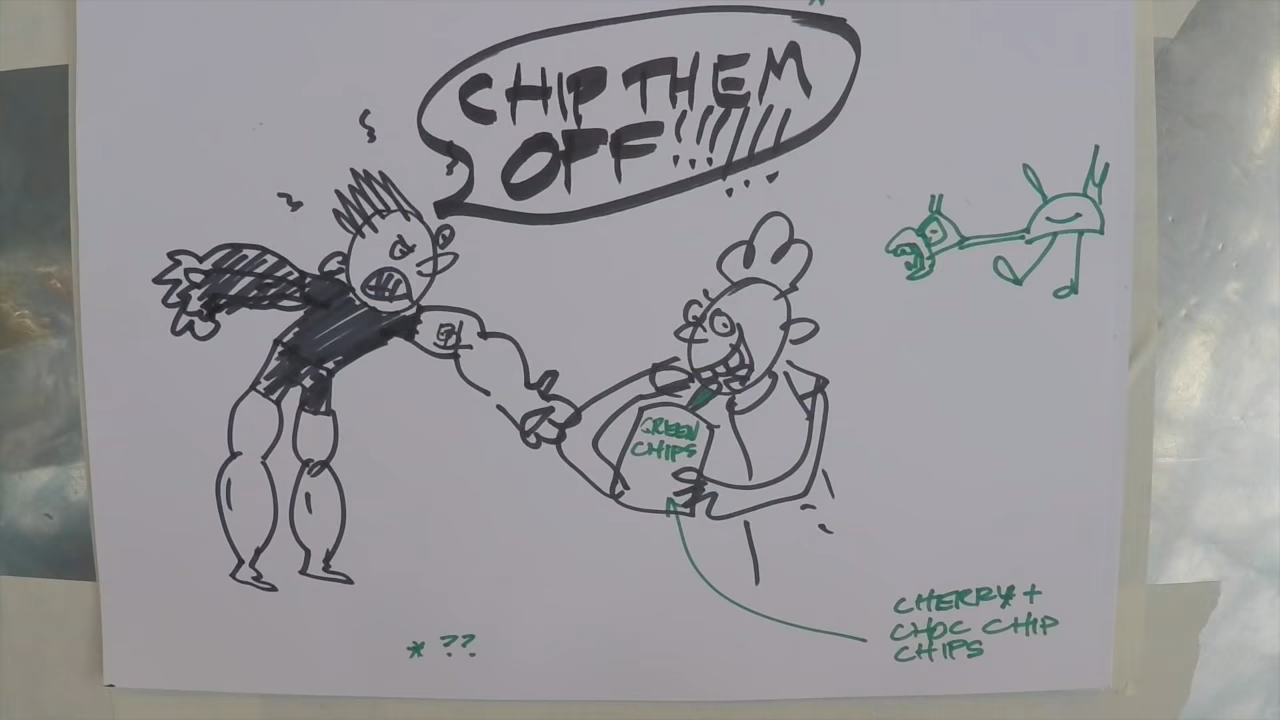 CHIP THEM
OFF!!!!!!!
GREEN
CHIPS
CHERRY +
CHOC CHIP
CHIPS
* ??